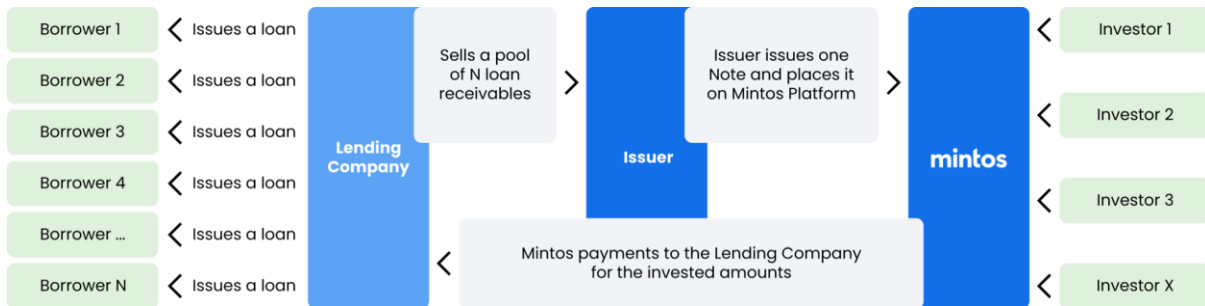 Borrower 1
Issues a loan
Borrower 2
Issues a loan
Borrower 3
Issues a loan
Borrower 4
Issues a loan
Borrower ...
Issues a loan
Borrower N
Issues a loan
Lending
Company
Sells a pool
of N loan
receivables
Issuer
Issuer issues one
Note and places it
on Mintos Platform
mintos
Mintos payments to the Lending Company
for the invested amounts
Investor 1
Investor 2
Investor 3
Investor X